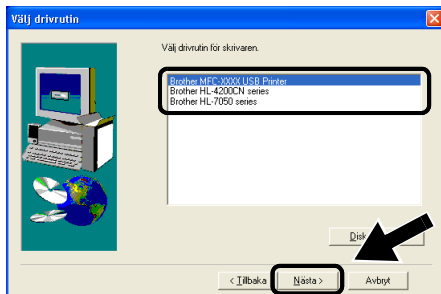 Välj drivrutin
Välj drivrutin för skrivaren.
Brother MFC-XXXX USB Printer
Brother HL-4200CN series
Brother HL-7050 series
< Tillbaka
Nästa >
Avbryt